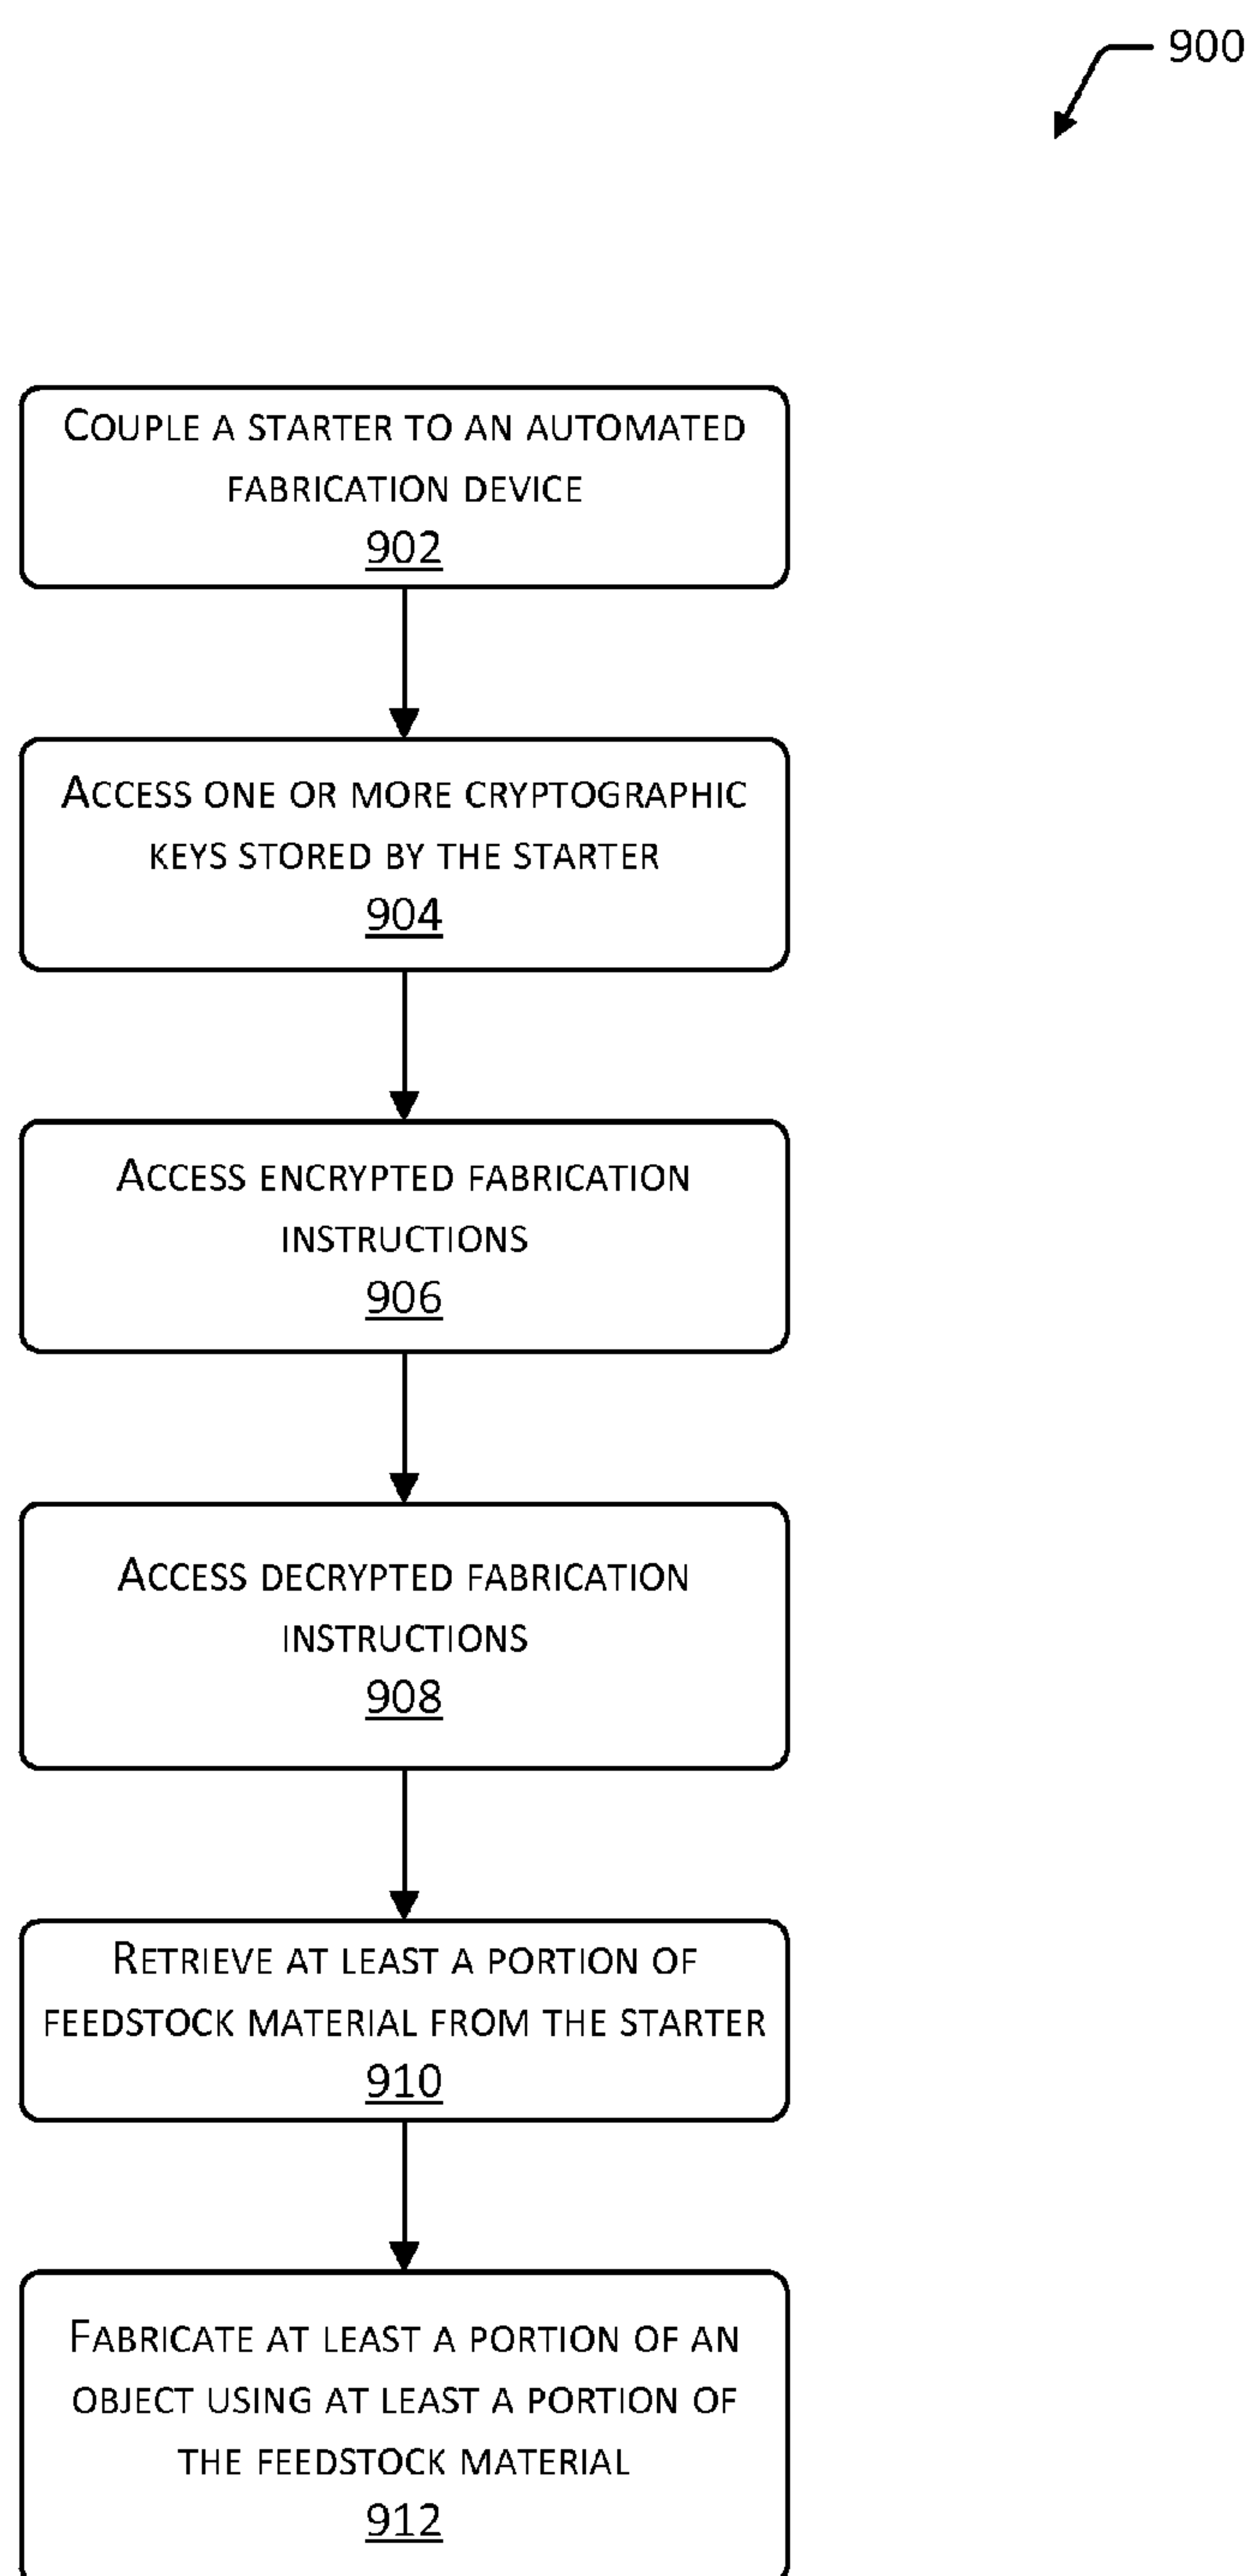 900
COUPLE A STARTER TO AN AUTOMATED
FABRICATION DEVICE
902
ACCESS ONE OR MORE CRYPTOGRAPHIC
KEYS STORED BY THE STARTER
904
ACCESS ENCRYPTED FABRICATION
INSTRUCTIONS
906
ACCESS DECRYPTED FABRICATION
INSTRUCTIONS
908
RETRIEVE AT LEAST A PORTION OF
FEEDSTOCK MATERIAL FROM THE STARTER
910
FABRICATE AT LEAST A PORTION OF AN
OBJECT USING AT LEAST A PORTION OF
THE FEEDSTOCK MATERIAL
912